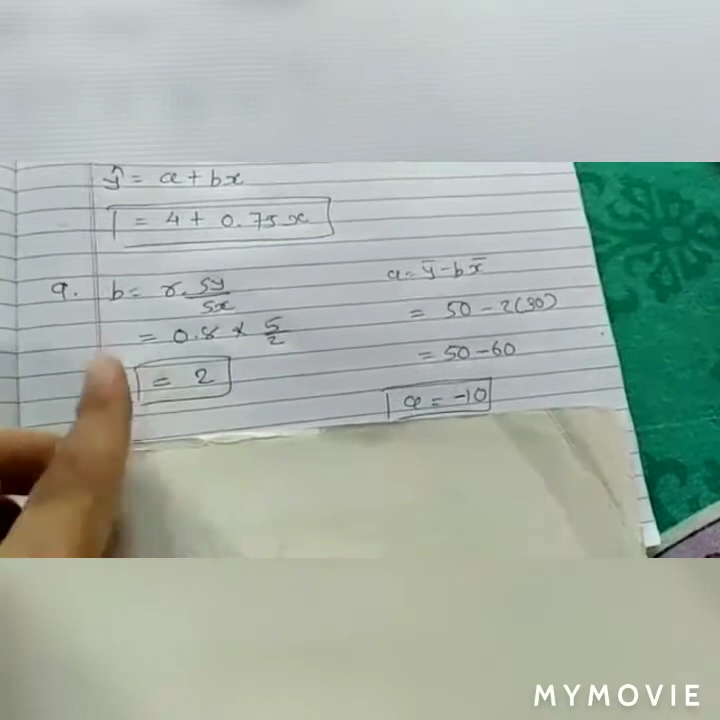 ŷ = a + bx
= 4 + 0.75x
9. b = r. Sy/Sx
= 0.8 × 5/2
= 2
a = ȳ - b x̄
= 50 - 2(30)
= 50 - 60
a = -10
MYMOVIE